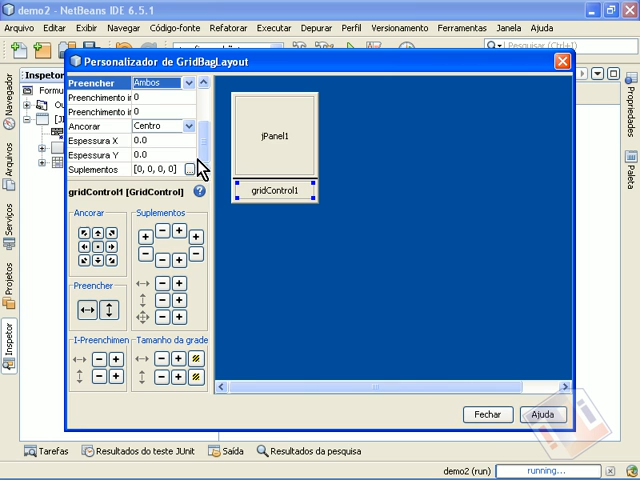 demo2 - NetBeans IDE 6.5.1
Arquivo Editar Exibir Navegar Código-fonte Refatorar Executar Depurar Perfil Versionamento Ferramentas Janela Ajuda
Pesquisar (Ctrl+I)
Personalizador de GridBagLayout
Inspetor
Navegador
Arquivos
Serviços
Projetos
Inspetor
Propriedades
Paleta
Preencher Ambos
Preenchimento 0
Preenchimento 0
Ancorar Centro
Espessura X 0.0
Espessura Y 0.0
Suplementos [0, 0, 0, 0] ...
gridControl1 [GridControl]
Ancorar Suplementos
Preencher
I-Preenchimen Tamanho da grade
jPanel1
gridControl1
Fechar Ajuda
Tarefas Resultados do teste JUnit Saída Resultados da pesquisa
demo2 (run) running...